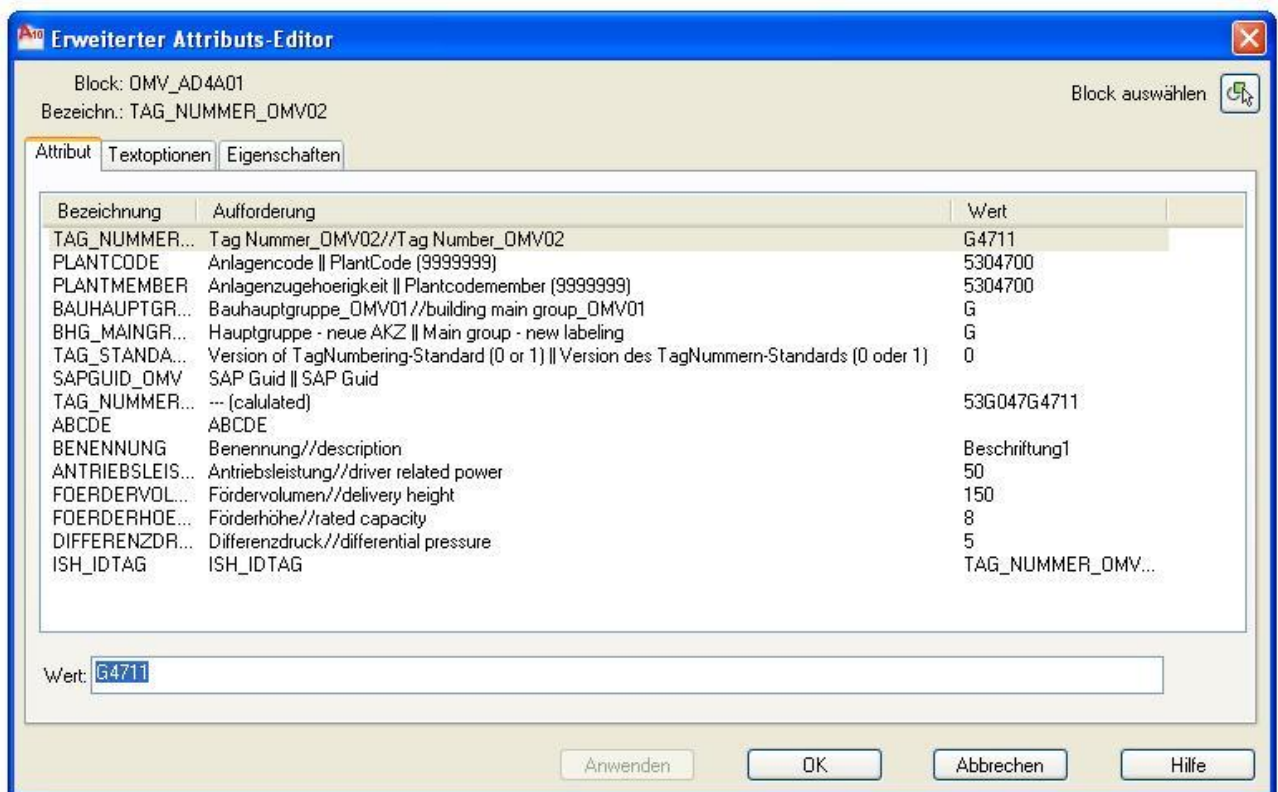 A10 Erweiterter Attributs-Editor
Block: OMV_AD4A01
Bezeichn.: TAG_NUMMER_OMV02
Block auswählen
Attribut Textoptionen Eigenschaften
Bezeichnung Aufforderung Wert
TAG_NUMMER... Tag Nummer_OMV02//Tag Number_OMV02 G4711
PLANTCODE Anlagencode || PlantCode (9999999) 5304700
PLANTMEMBER Anlagenzugehoerigkeit || Plantcodemember (9999999) 5304700
BAUHAUPTGR... Bauhauptgruppe_OMV01//building main group_OMV01 G
BHG_MAINGR... Hauptgruppe - neue AKZ || Main group - new labeling G
TAG_STANDA... Version of TagNumbering-Standard (0 or 1) || Version des TagNummern-Standards (0 oder 1) 0
SAPGUID_OMV SAP Guid || SAP Guid
TAG_NUMMER... --- (calulated) 53G047G4711
ABCDE ABCDE
BENENNUNG Benennung//description Beschriftung1
ANTRIEBSLEIS... Antriebsleistung//driver related power 50
FOERDERVOL... Fördervolumen//delivery height 150
FOERDERHOE... Förderhöhe//rated capacity 8
DIFFERENZDR... Differenzdruck//differential pressure 5
ISH_IDTAG ISH_IDTAG TAG_NUMMER_OMV...
Wert: G4711
Anwenden OK Abbrechen Hilfe